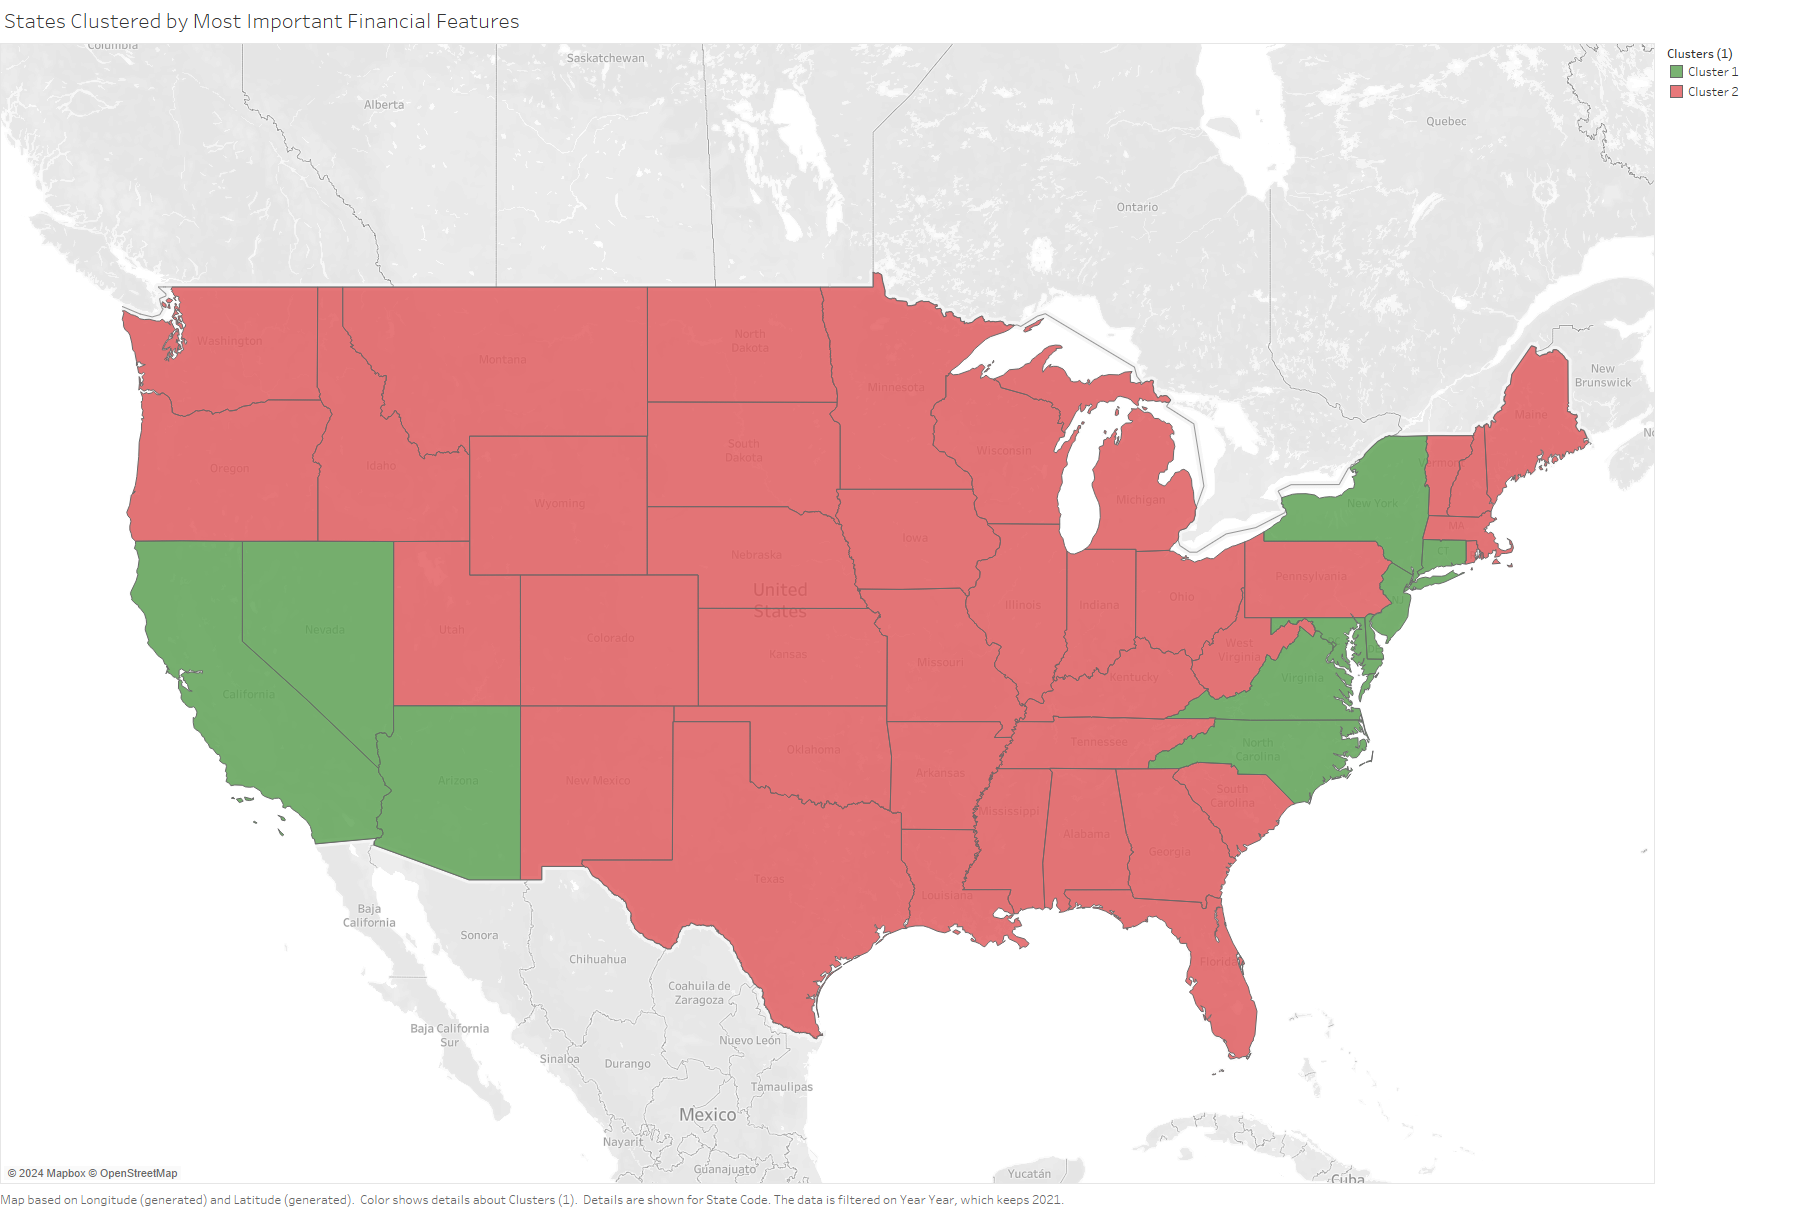 States Clustered by Most Important Financial Features
Columbia
Saskatchewan
Alberta
Quebec
Ontario
New
Brunswick
Clusters (1)
Cluster 1
Cluster 2
Washington
Montana
North
Dakota
Minnesota
Maine
Oregon
Idaho
South
Dakota
Wisconsin
Vermont
Wyoming
Michigan
New York
MA
Iowa
Nebraska
CT
United
States
Pennsylvania
Illinois
Indiana
Ohio
NJ
Nevada
Utah
Colorado
Kansas
Missouri
West
Virginia
Kentucky
Virginia
California
Arizona
New Mexico
Oklahoma
Arkansas
Tennessee
North
Carolina
South
Carolina
Mississippi
Alabama
Georgia
Texas
Louisiana
Florida
Baja
California
Sonora
Chihuahua
Coahuila de
Zaragoza
Baja California
Sur
Nuevo León
Sinaloa
Durango
Tamaulipas
Mexico
Nayarit
Guanajuato
Yucatán
Cuba
© 2024 Mapbox © OpenStreetMap
Map based on Longitude (generated) and Latitude (generated). Color shows details about Clusters (1). Details are shown for State Code. The data is filtered on Year Year, which keeps 2021.